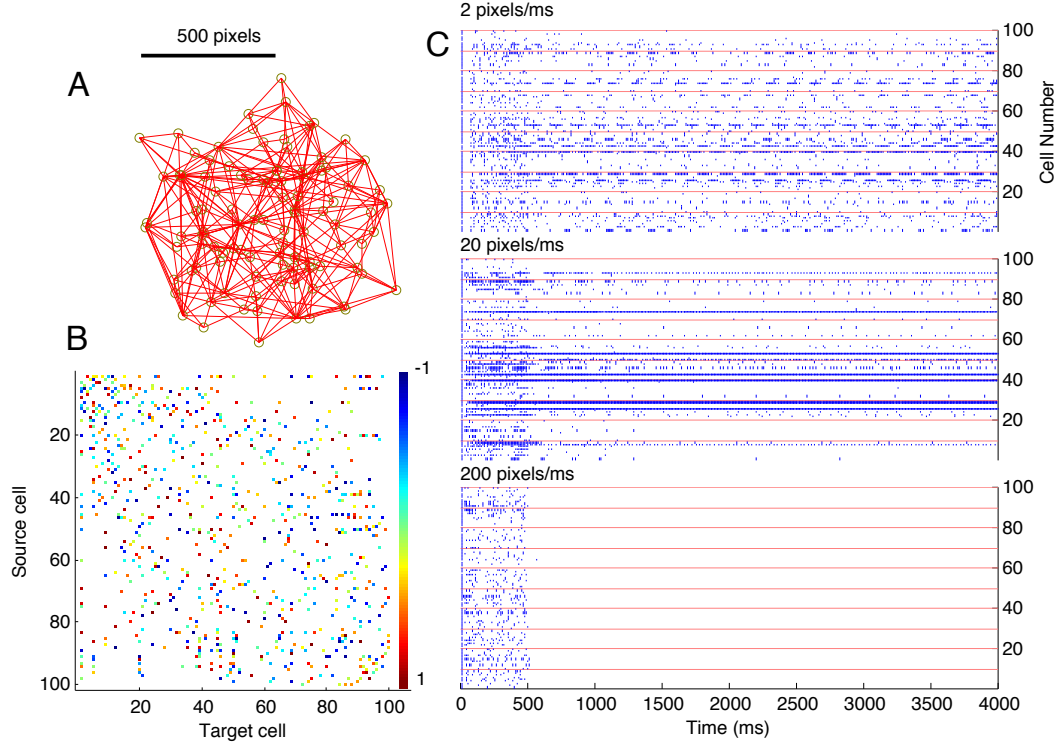 500 pixels
A
B
-1
1
20
40
60
80
100
Source cell
20 40 60 80 100
Target cell
C
2 pixels/ms
100
80
60
40
20
Cell Number
20 pixels/ms
100
80
60
40
20
200 pixels/ms
100
80
60
40
20
0 500 1000 1500 2000 2500 3000 3500 4000
Time (ms)